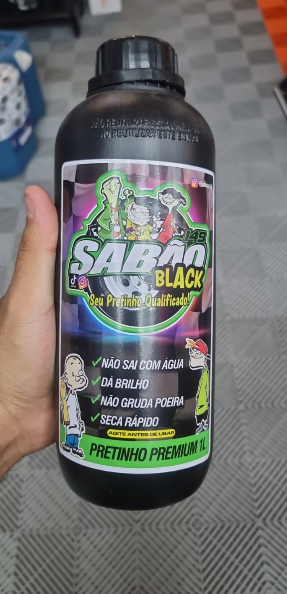 243
SABÃO
BLACK
Seu Pretinho Qualificado!
NÃO SAI COM ÁGUA
DÁ BRILHO
NÃO GRUDA POEIRA
SECA RÁPIDO
AGITE ANTES DE USAR
PRETINHO PREMIUM 1L